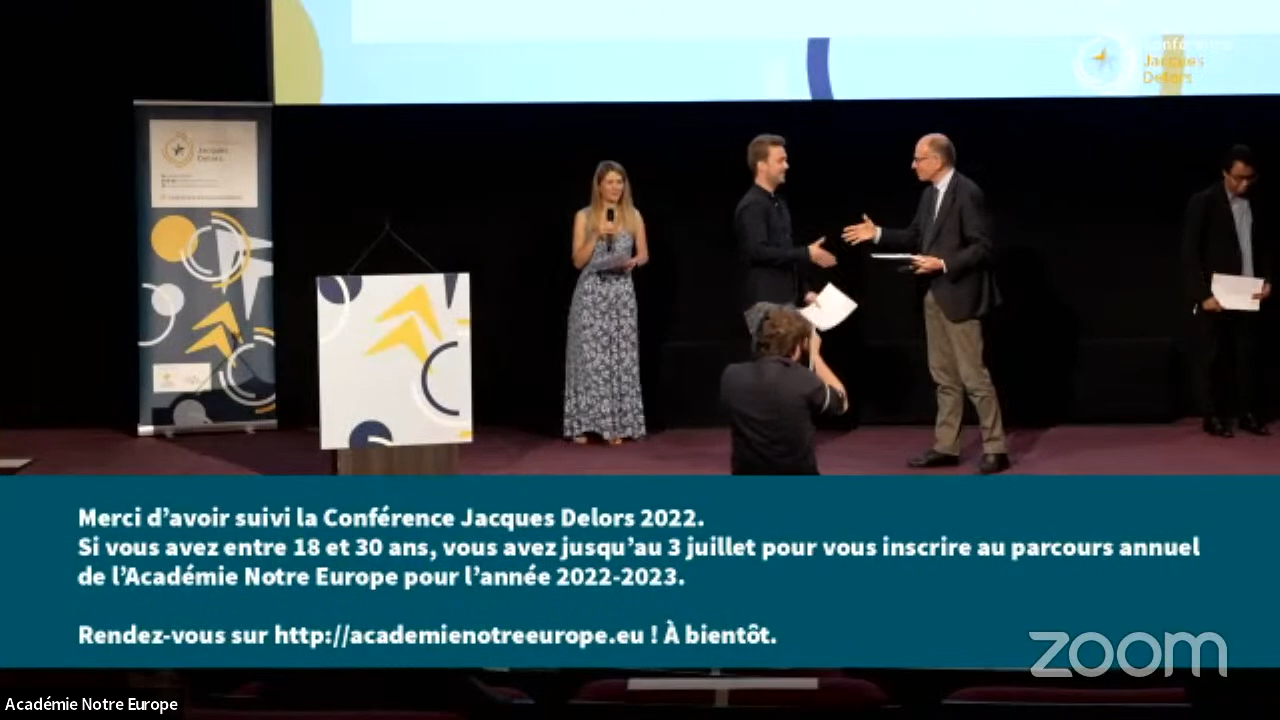 Conférence
Jacques
Delors
Jacques
Delors
Merci d’avoir suivi la Conférence Jacques Delors 2022.
Si vous avez entre 18 et 30 ans, vous avez jusqu’au 3 juillet pour vous inscrire au parcours annuel
de l’Académie Notre Europe pour l’année 2022-2023.
Rendez-vous sur http://academienotreeurope.eu ! À bientôt.
zoom
Académie Notre Europe